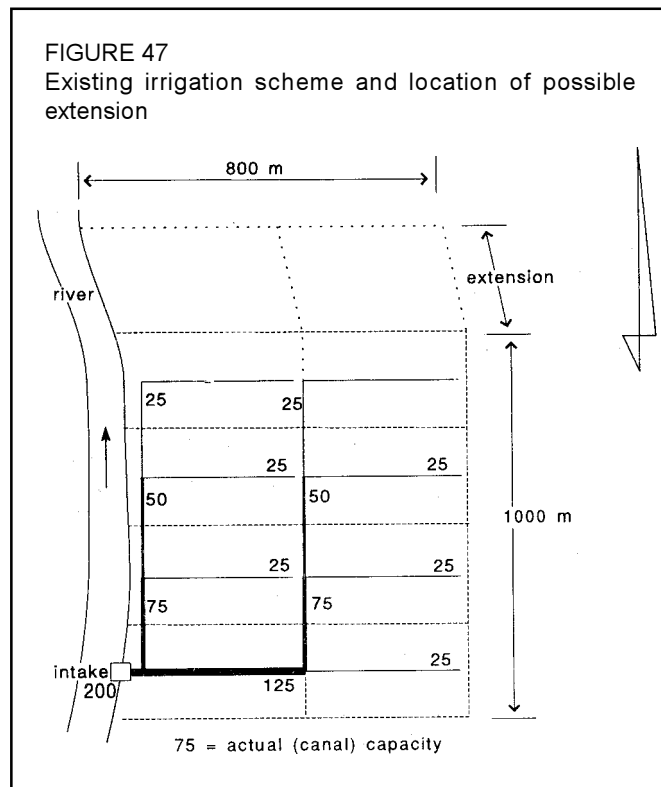 FIGURE 47
Existing irrigation scheme and location of possible
extension
800 m
river
extension
25
25
25
25
50
50
1000 m
25
25
75
75
intake
25
200
125
75 = actual (canal) capacity